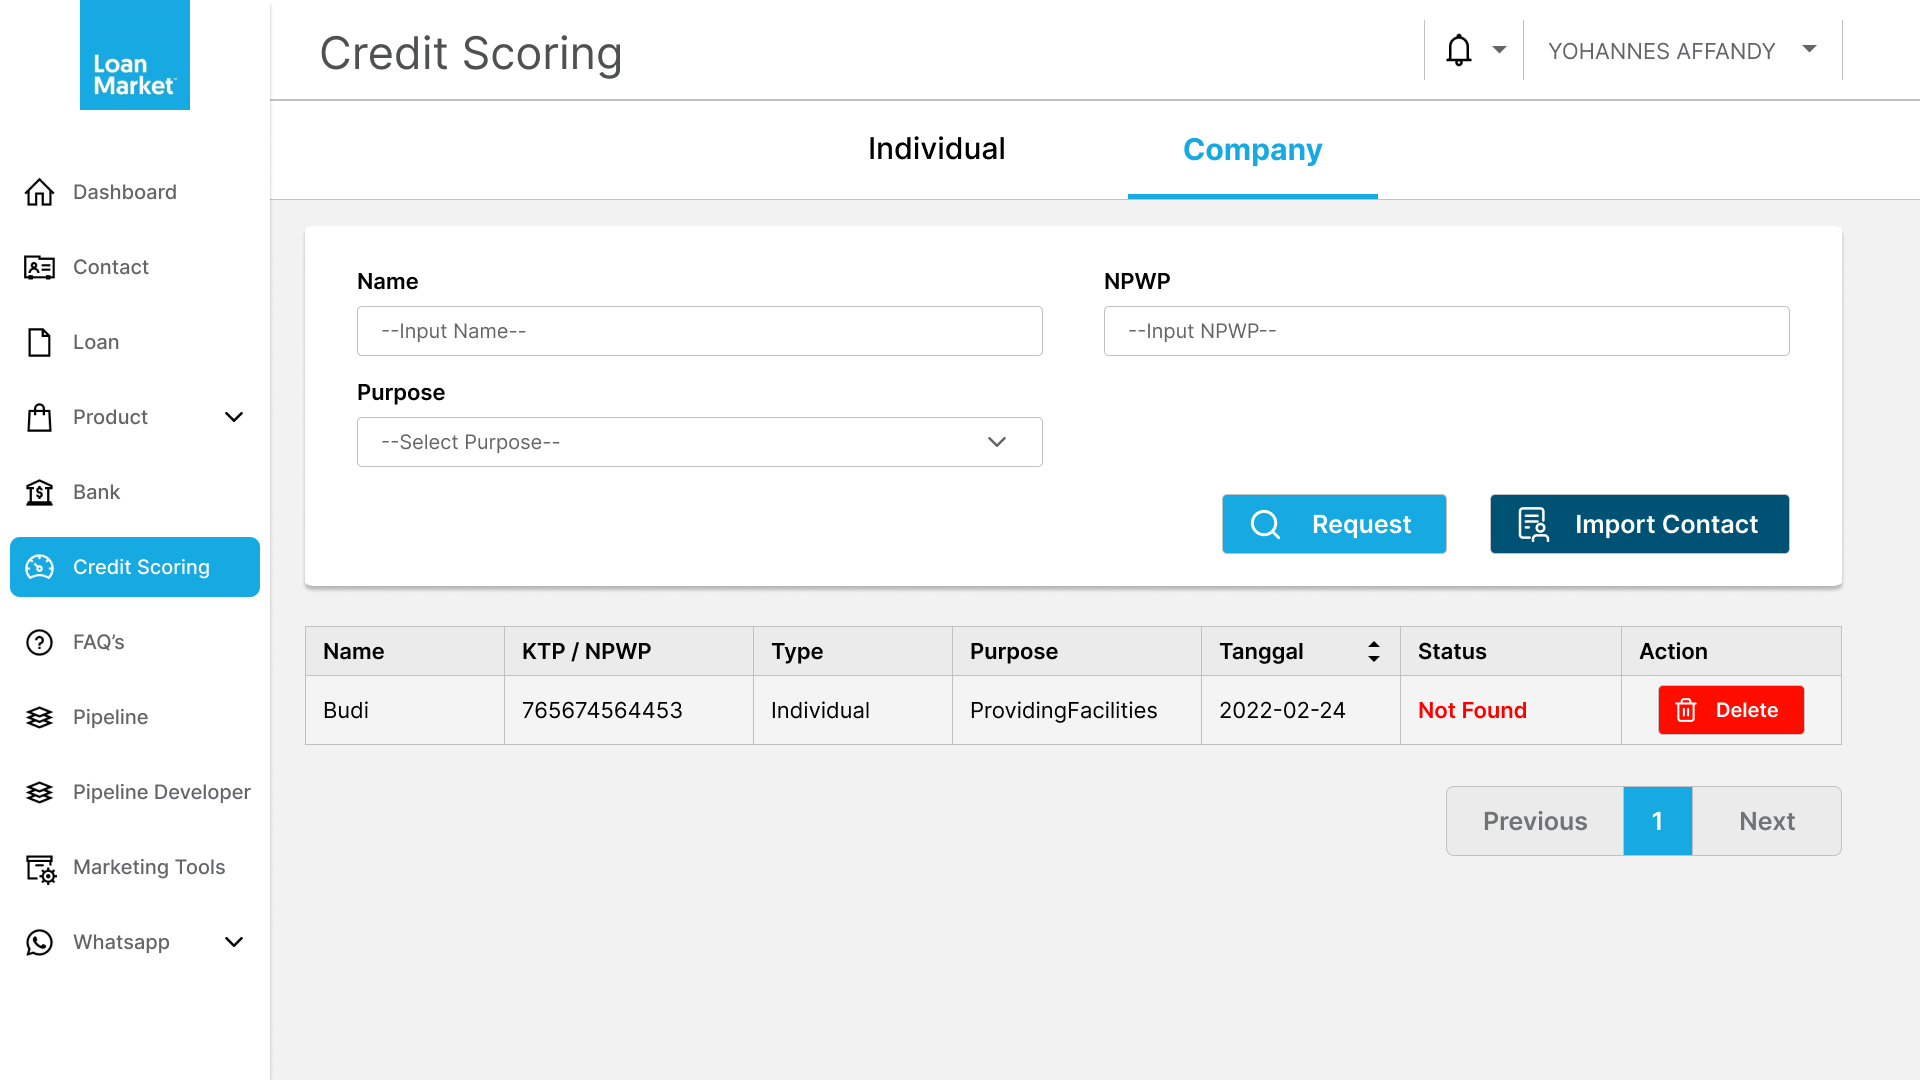 Loan
Market
Credit Scoring
YOHANNES AFFANDY
Individual
Company
Dashboard
Contact
Loan
Product
Bank
Credit Scoring
FAQ's
Pipeline
Pipeline Developer
Marketing Tools
Whatsapp
Name
NPWP
--Input Name--
--Input NPWP--
Purpose
--Select Purpose--
Request
Import Contact
Name KTP / NPWP Type Purpose Tanggal Status Action
Budi 765674564453 Individual ProvidingFacilities 2022-02-24 Not Found Delete
Previous 1 Next